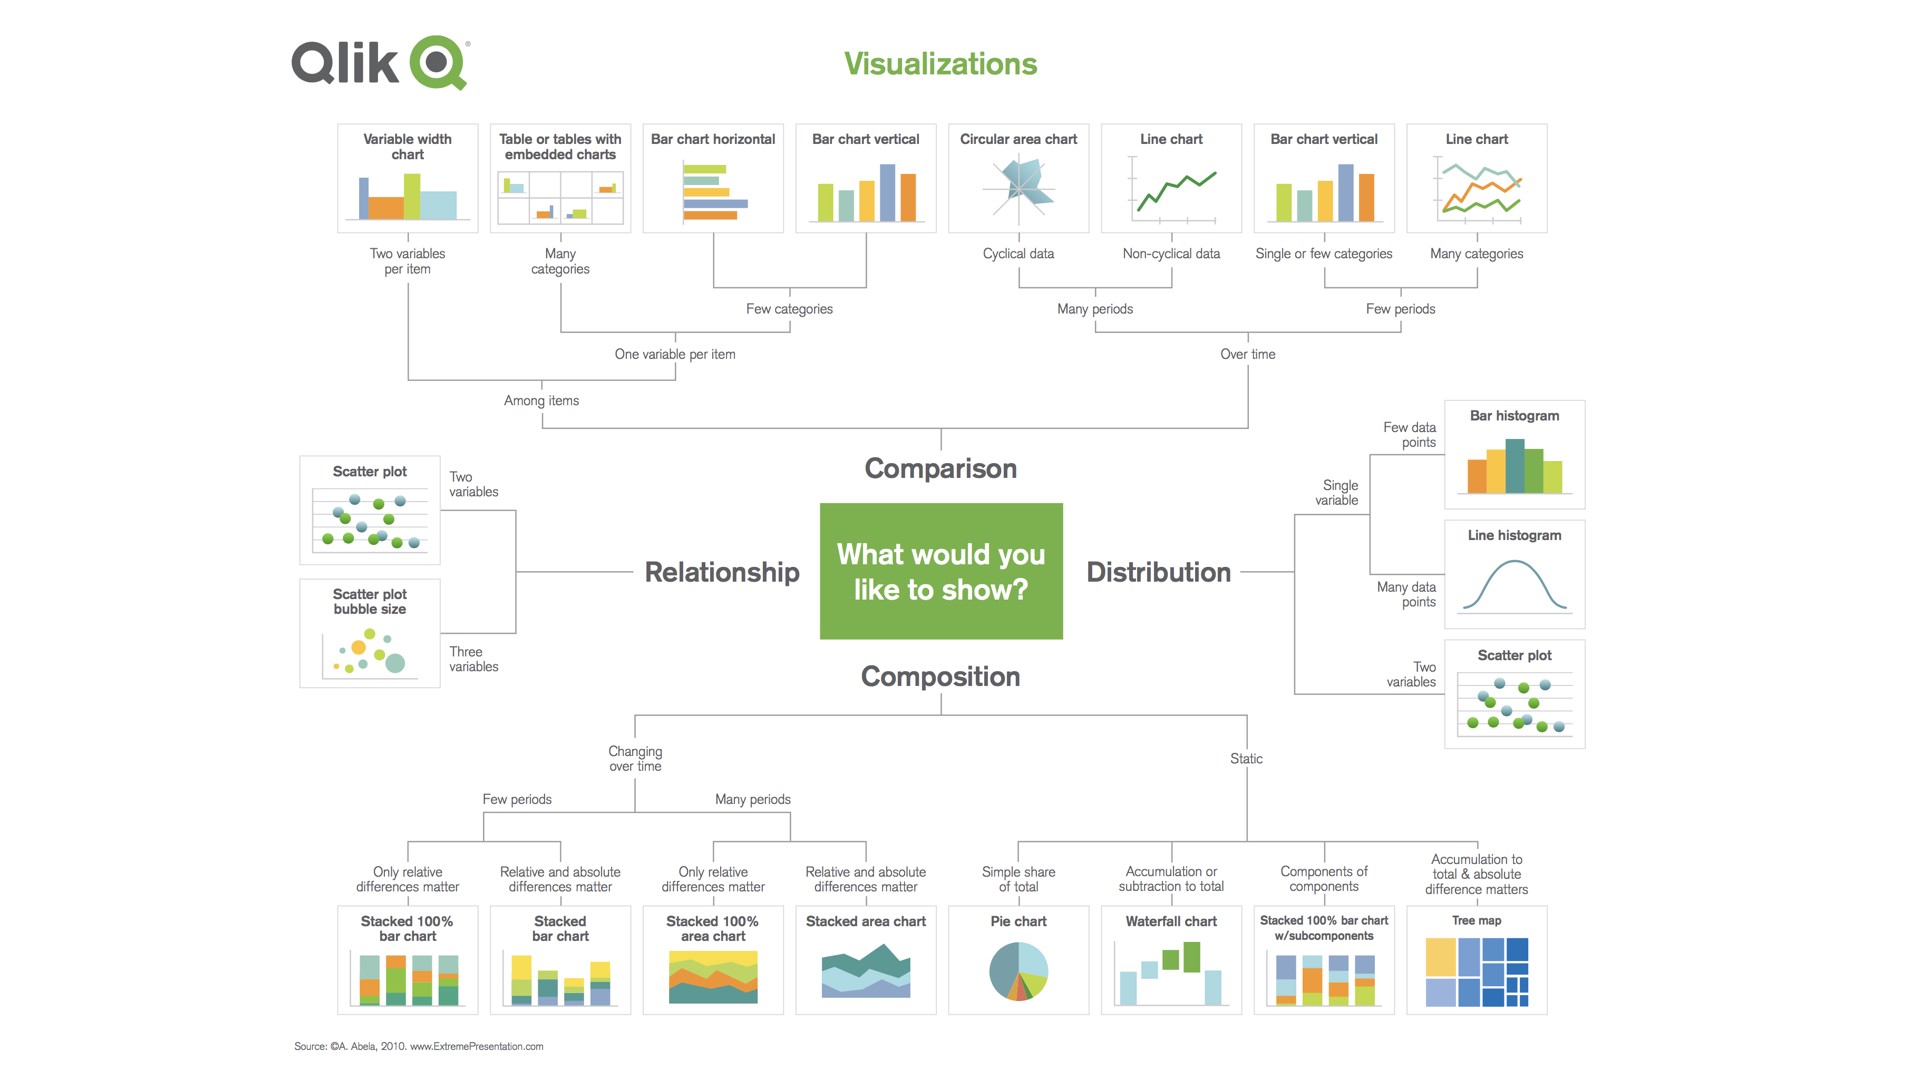 Qlik
Visualizations
Variable width
chart
Table or tables with
embedded charts
Bar chart horizontal
Bar chart vertical
Circular area chart
Line chart
Bar chart vertical
Line chart
Two variables
per item
Many
categories
Cyclical data
Non-cyclical data
Single or few categories
Many categories
Few categories
Many periods
Few periods
One variable per item
Over time
Among items
Comparison
Scatter plot
Two
variables
Scatter plot
bubble size
Three
variables
Relationship
What would you
like to show?
Distribution
Single
variable
Few data
points
Bar histogram
Many data
points
Line histogram
Two
variables
Scatter plot
Composition
Changing
over time
Static
Few periods
Many periods
Only relative
differences matter
Relative and absolute
differences matter
Only relative
differences matter
Relative and absolute
differences matter
Simple share
of total
Accumulation or
subtraction to total
Components of
components
Accumulation to
total & absolute
difference matters
Stacked 100%
bar chart
Stacked
bar chart
Stacked 100%
area chart
Stacked area chart
Pie chart
Waterfall chart
Stacked 100% bar chart
w/subcomponents
Tree map
Source: ©A. Abela, 2010. www.ExtremePresentation.com